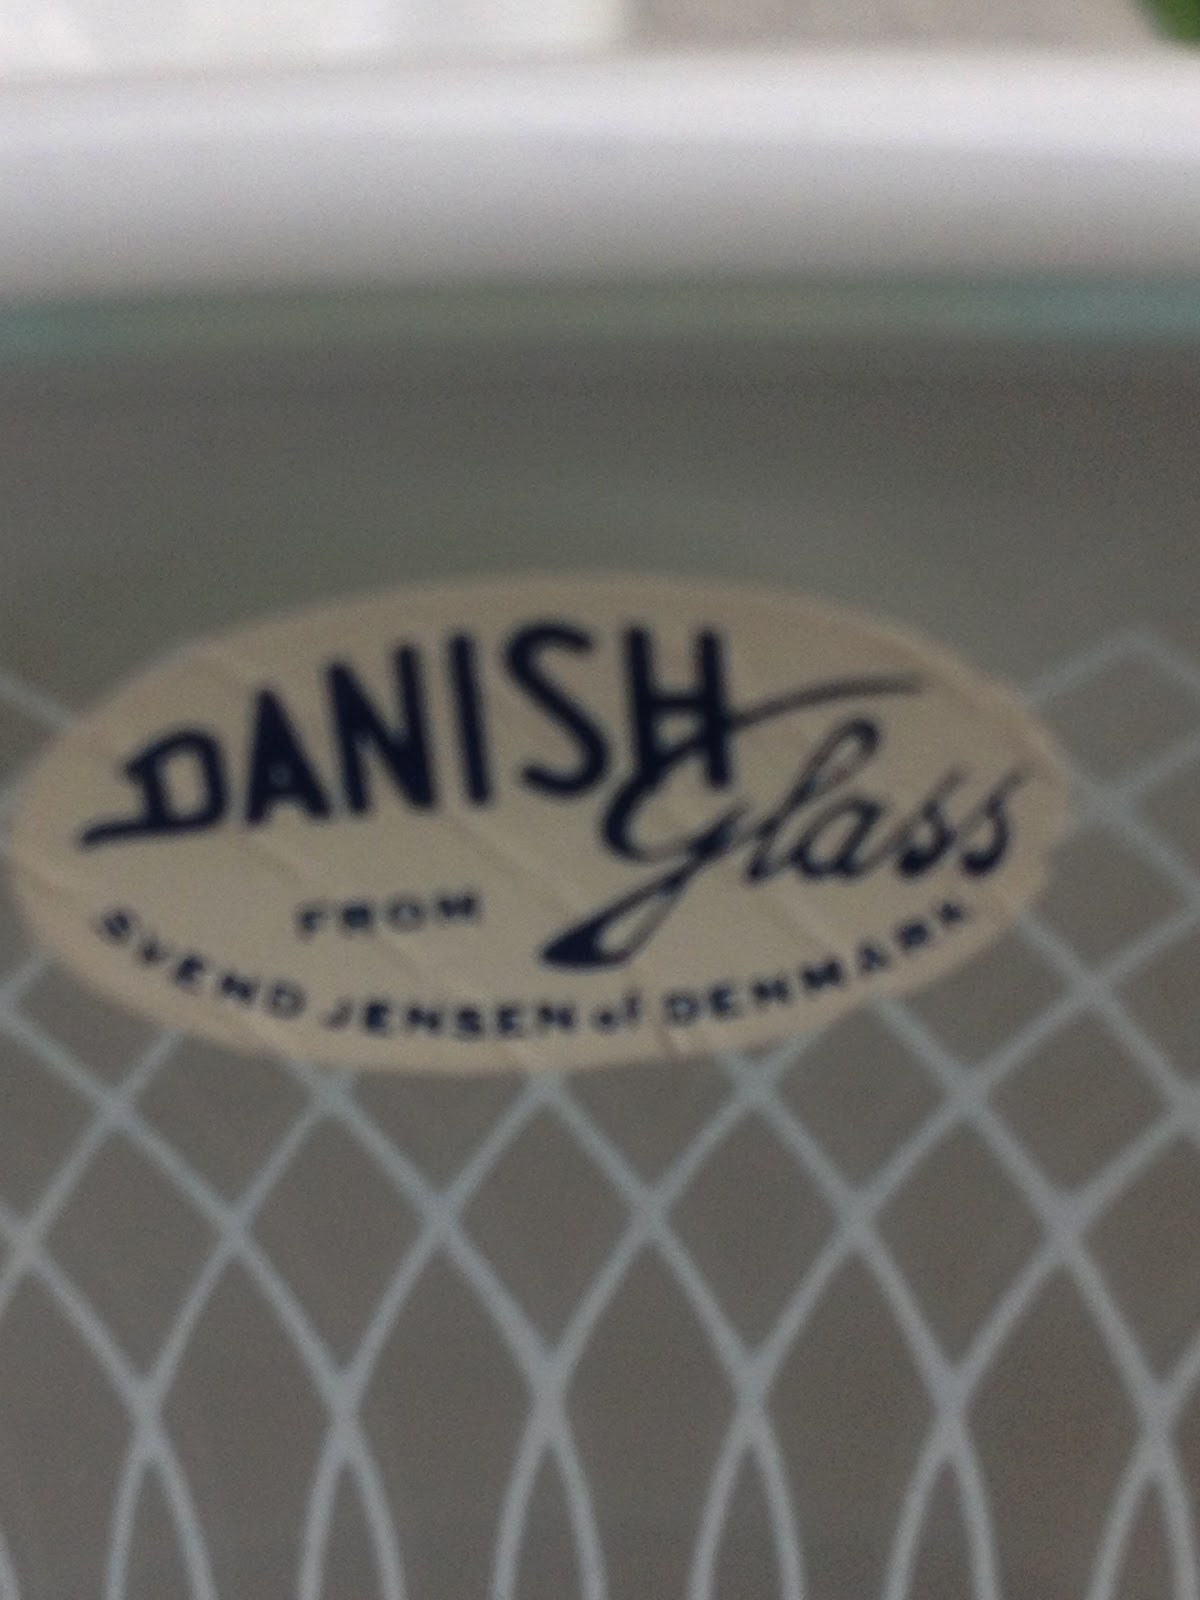 DANISH
Glass
FROM
SVEND JENSEN of DENMARK